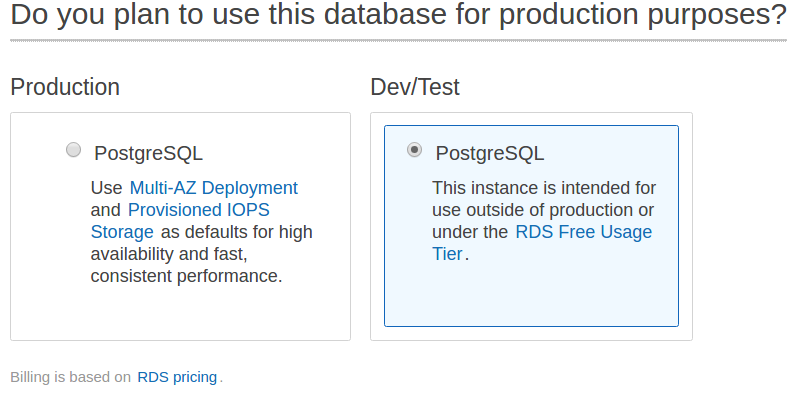 Do you plan to use this database for production purposes?
Production
PostgreSQL
Use Multi-AZ Deployment
and Provisioned IOPS
Storage as defaults for high
availability and fast,
consistent performance.
Dev/Test
PostgreSQL
This instance is intended for
use outside of production or
under the RDS Free Usage
Tier.
Billing is based on RDS pricing.